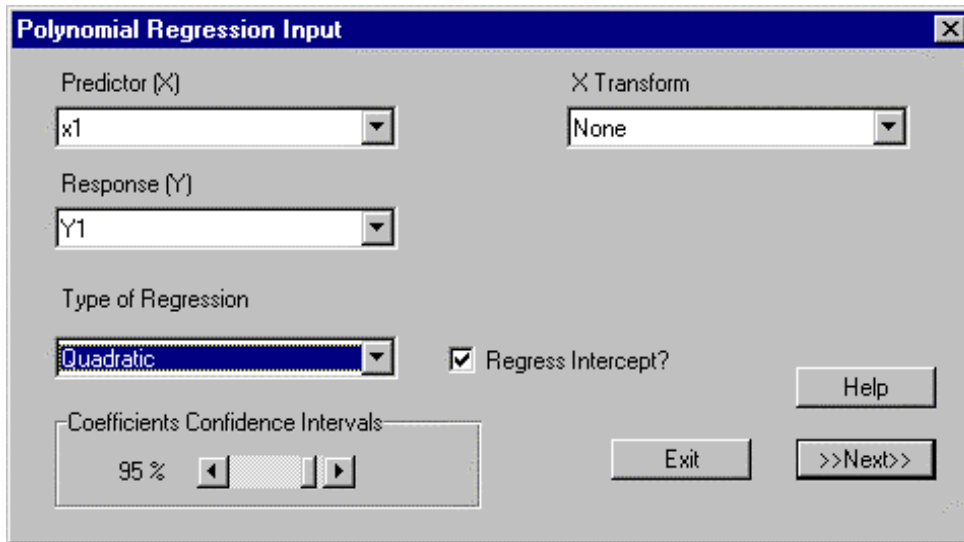 Polynomial Regression Input
Predictor (X)
X Transform
x1
None
Response (Y)
Y1
Type of Regression
Quadratic
Regress Intercept?
Help
Coefficients Confidence Intervals
95 %
Exit
>>Next>>